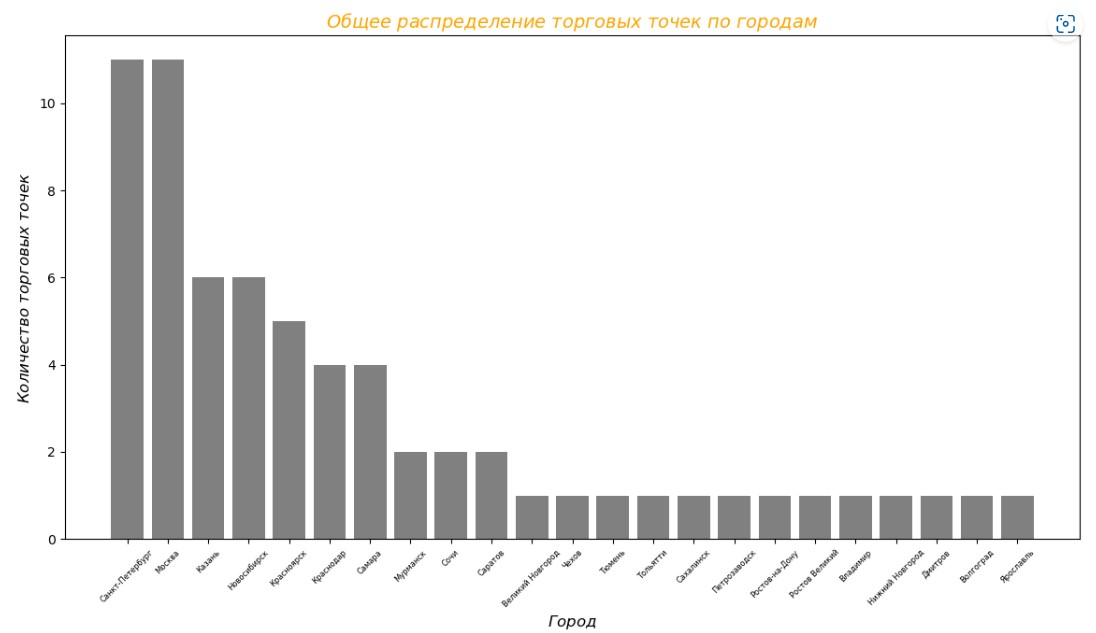 Общее распределение торговых точек по городам
Количество торговых точек
10
8
6
4
2
0
Санкт-Петербург
Москва
Казань
Новосибирск
Красноярск
Краснодар
Самара
Мурманск
Сочи
Саратов
Великий Новгород
Чехов
Тюмень
Тольятти
Сахалинск
Петрозаводск
Ростов-на-Дону
Ростов Великий
Владимир
Нижний Новгород
Дмитров
Волгоград
Ярославль
Город